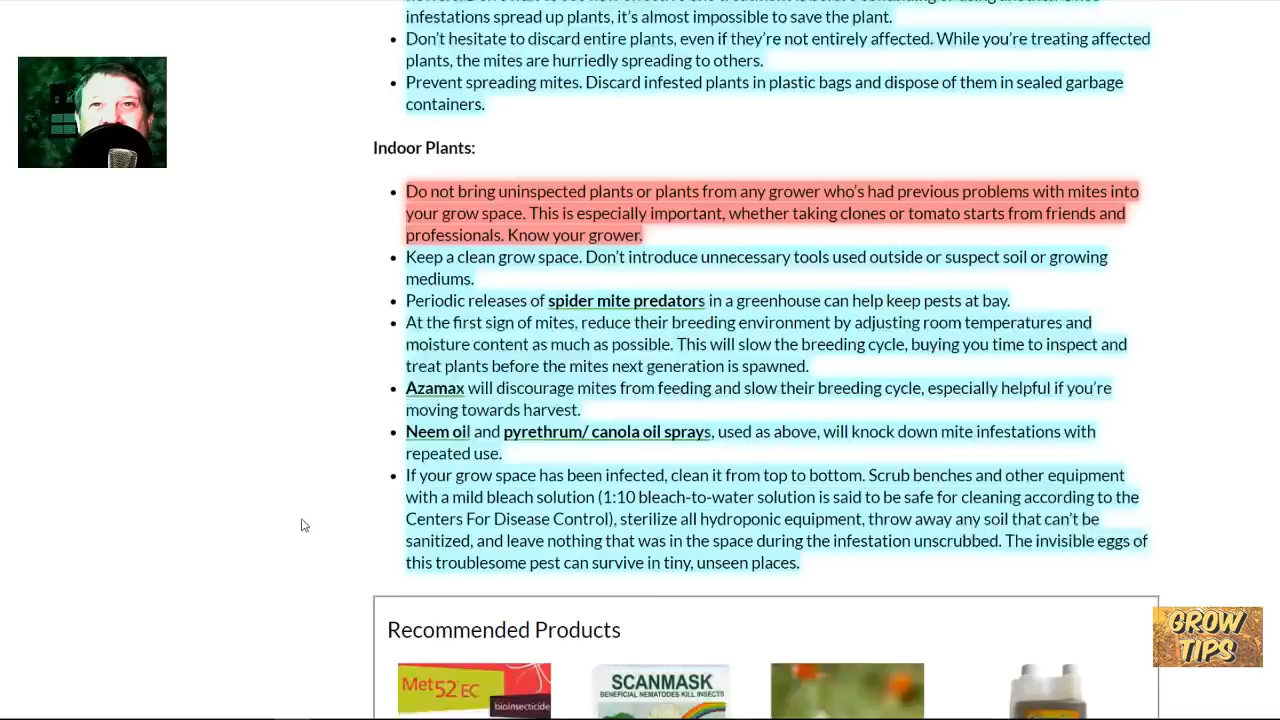 infestations spread up plants, it's almost impossible to save the plant.
• Don't hesitate to discard entire plants, even if they're not entirely affected. While you're treating affected
plants, the mites are hurriedly spreading to others.
• Prevent spreading mites. Discard infested plants in plastic bags and dispose of them in sealed garbage
containers.
Indoor Plants:
• Do not bring uninspected plants or plants from any grower who's had previous problems with mites into
your grow space. This is especially important, whether taking clones or tomato starts from friends and
professionals. Know your grower.
• Keep a clean grow space. Don't introduce unnecessary tools used outside or suspect soil or growing
mediums.
• Periodic releases of spider mite predators in a greenhouse can help keep pests at bay.
• At the first sign of mites, reduce their breeding environment by adjusting room temperatures and
moisture content as much as possible. This will slow the breeding cycle, buying you time to inspect and
treat plants before the mites next generation is spawned.
• Azamax will discourage mites from feeding and slow their breeding cycle, especially helpful if you're
moving towards harvest.
• Neem oil and pyrethrum/ canola oil sprays, used as above, will knock down mite infestations with
repeated use.
• If your grow space has been infected, clean it from top to bottom. Scrub benches and other equipment
with a mild bleach solution (1:10 bleach-to-water solution is said to be safe for cleaning according to the
Centers For Disease Control), sterilize all hydroponic equipment, throw away any soil that can't be
sanitized, and leave nothing that was in the space during the infestation unscrubbed. The invisible eggs of
this troublesome pest can survive in tiny, unseen places.
GROW
TIPS
Recommended Products
Met52 EC
bioinsecticide
SCANMASK
BENEFICIAL NEMATODES KILL INSECTS